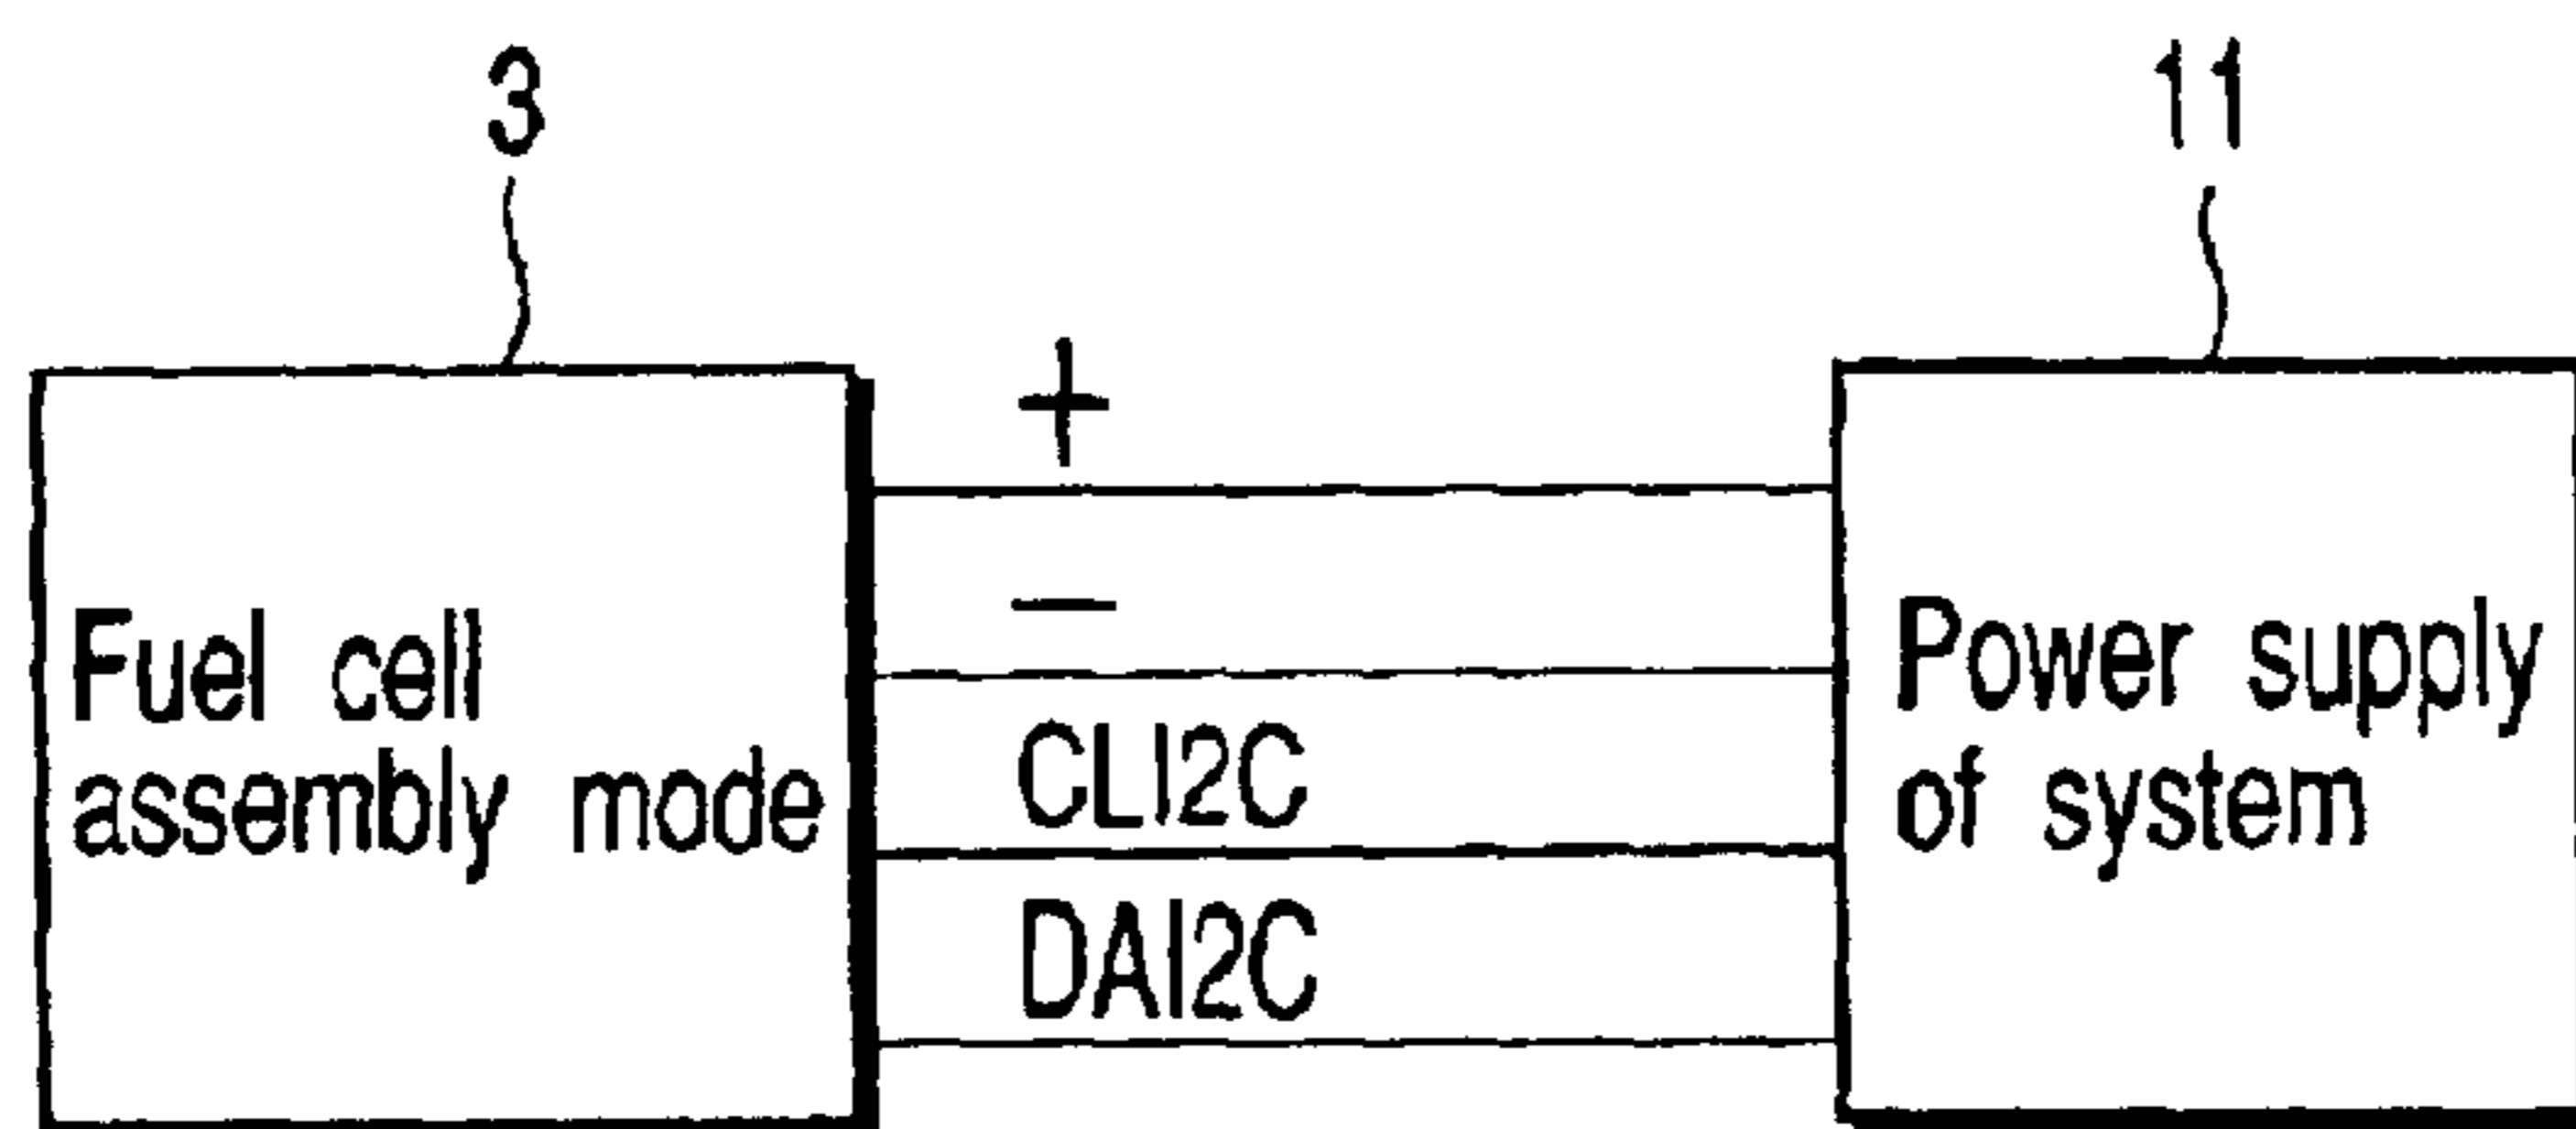 3
11
+
−
Fuel cell
assembly mode
CLI2C
DAI2C
Power supply
of system